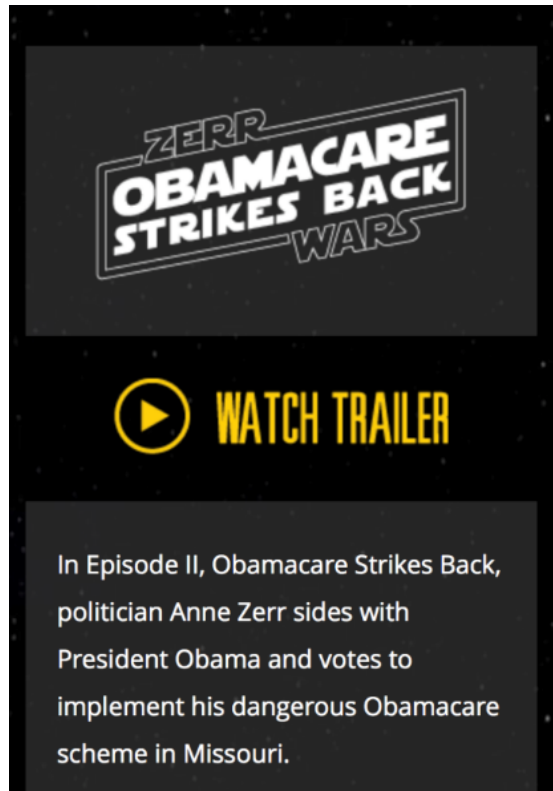 ZERR
OBAMACARE
STRIKES BACK
WARS
WATCH TRAILER
In Episode II, Obamacare Strikes Back,
politician Anne Zerr sides with
President Obama and votes to
implement his dangerous Obamacare
scheme in Missouri.